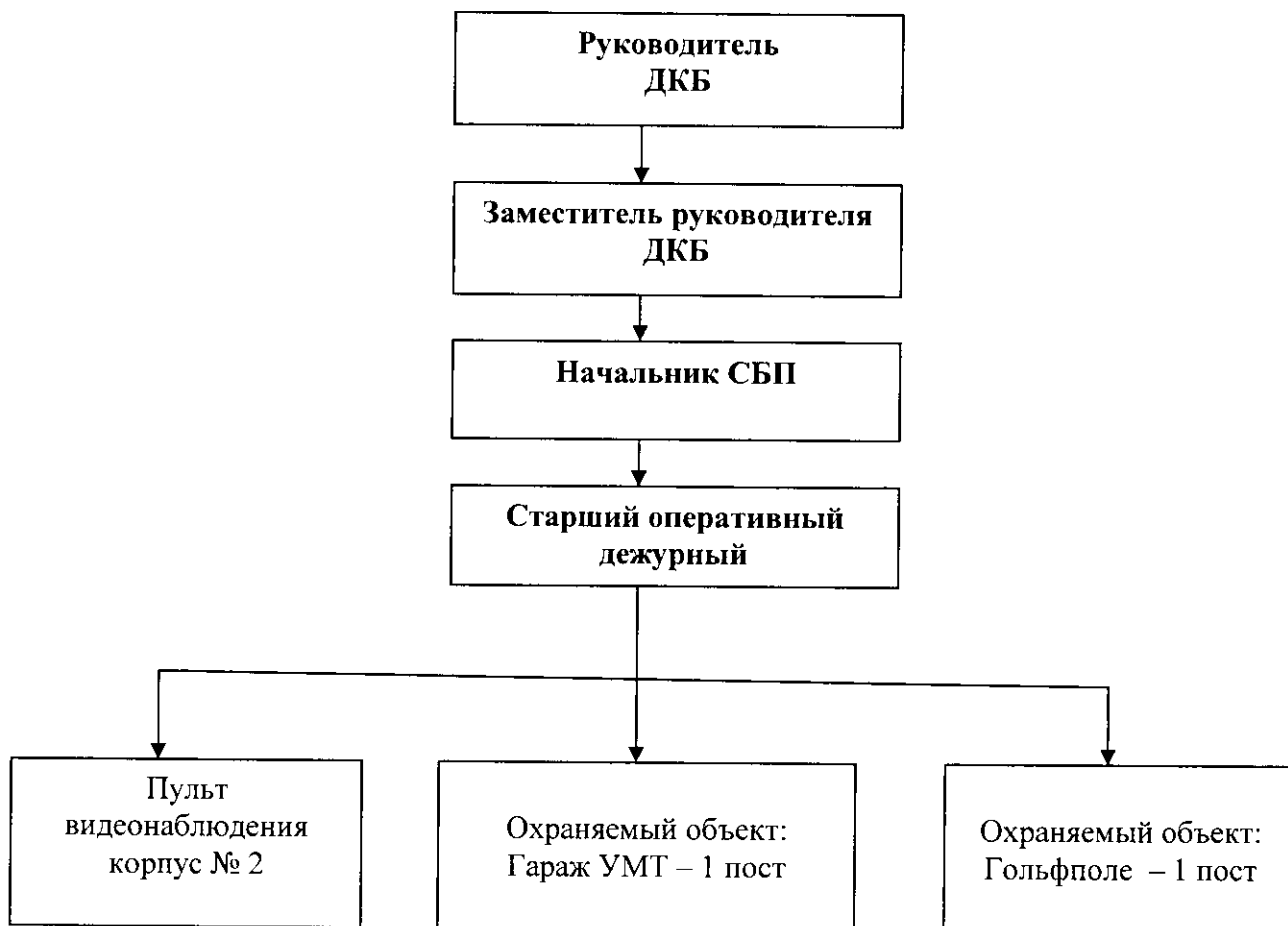 Руководитель
ДКБ
Заместитель руководителя
ДКБ
Начальник СБП
Старший оперативный
дежурный
Пульт
видеонаблюдения
корпус № 2
Охраняемый объект:
Гараж УМТ – 1 пост
Охраняемый объект:
Гольфполе – 1 пост